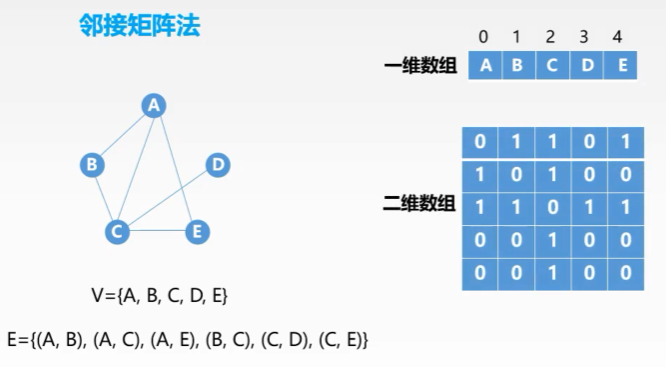 邻接矩阵法
0 1 2 3 4
一维数组 A B C D E
A
B D
C E
二维数组
0 1 1 0 1
1 0 1 0 0
1 1 0 1 1
0 0 1 0 0
0 0 1 0 0
V={A, B, C, D, E}
E={(A, B), (A, C), (A, E), (B, C), (C, D), (C, E)}